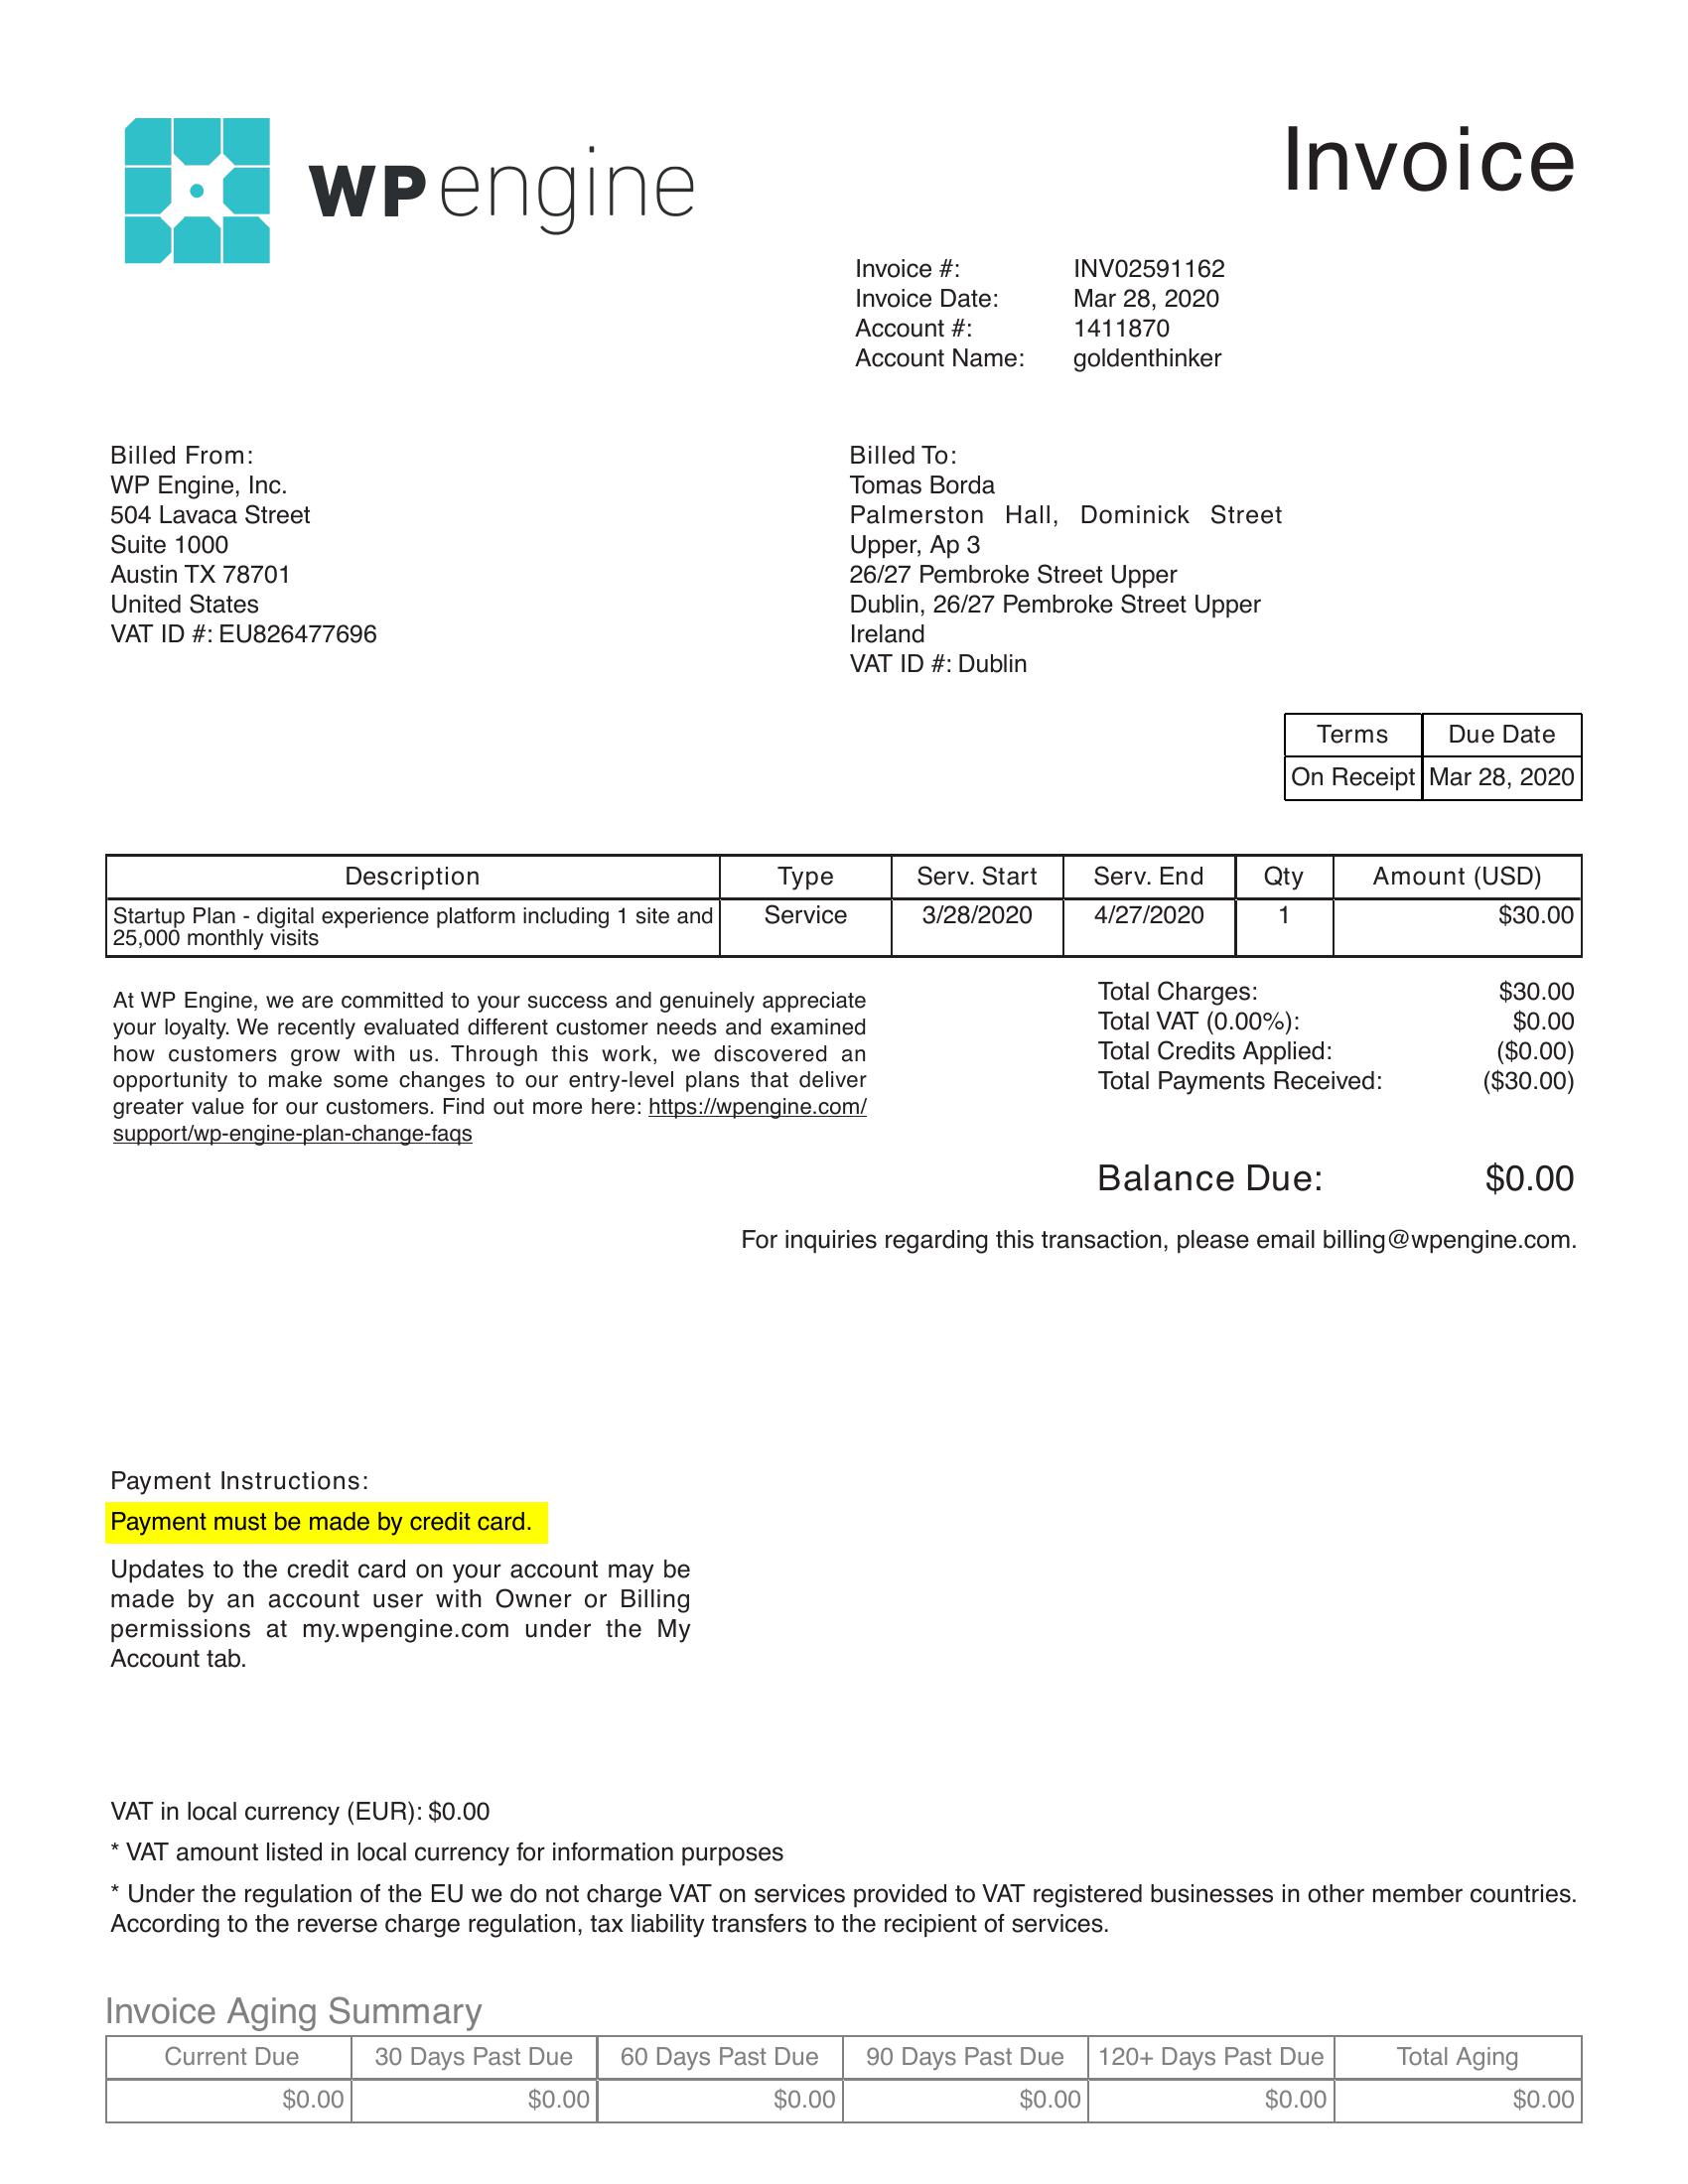 WPengine
Invoice
Invoice #: INV02591162
Invoice Date: Mar 28, 2020
Account #: 1411870
Account Name: goldenthinker
Billed From:
WP Engine, Inc.
504 Lavaca Street
Suite 1000
Austin TX 78701
United States
VAT ID #: EU826477696
Billed To:
Tomas Borda
Palmerston Hall, Dominick Street
Upper, Ap 3
26/27 Pembroke Street Upper
Dublin, 26/27 Pembroke Street Upper
Ireland
VAT ID #: Dublin
Terms Due Date
On Receipt Mar 28, 2020
Description Type Serv. Start Serv. End Qty Amount (USD)
Startup Plan - digital experience platform including 1 site and Service 3/28/2020 4/27/2020 1 $30.00
25,000 monthly visits
At WP Engine, we are committed to your success and genuinely appreciate
your loyalty. We recently evaluated different customer needs and examined
how customers grow with us. Through this work, we discovered an
opportunity to make some changes to our entry-level plans that deliver
greater value for our customers. Find out more here: https://wpengine.com/
support/wp-engine-plan-change-faqs
Total Charges: $30.00
Total VAT (0.00%): $0.00
Total Credits Applied: ($0.00)
Total Payments Received: ($30.00)
Balance Due: $0.00
For inquiries regarding this transaction, please email billing@wpengine.com.
Payment Instructions:
Payment must be made by credit card.
Updates to the credit card on your account may be
made by an account user with Owner or Billing
permissions at my.wpengine.com under the My
Account tab.
VAT in local currency (EUR): $0.00
* VAT amount listed in local currency for information purposes
* Under the regulation of the EU we do not charge VAT on services provided to VAT registered businesses in other member countries.
According to the reverse charge regulation, tax liability transfers to the recipient of services.
Invoice Aging Summary
Current Due 30 Days Past Due 60 Days Past Due 90 Days Past Due 120+ Days Past Due Total Aging
$0.00 $0.00 $0.00 $0.00 $0.00 $0.00